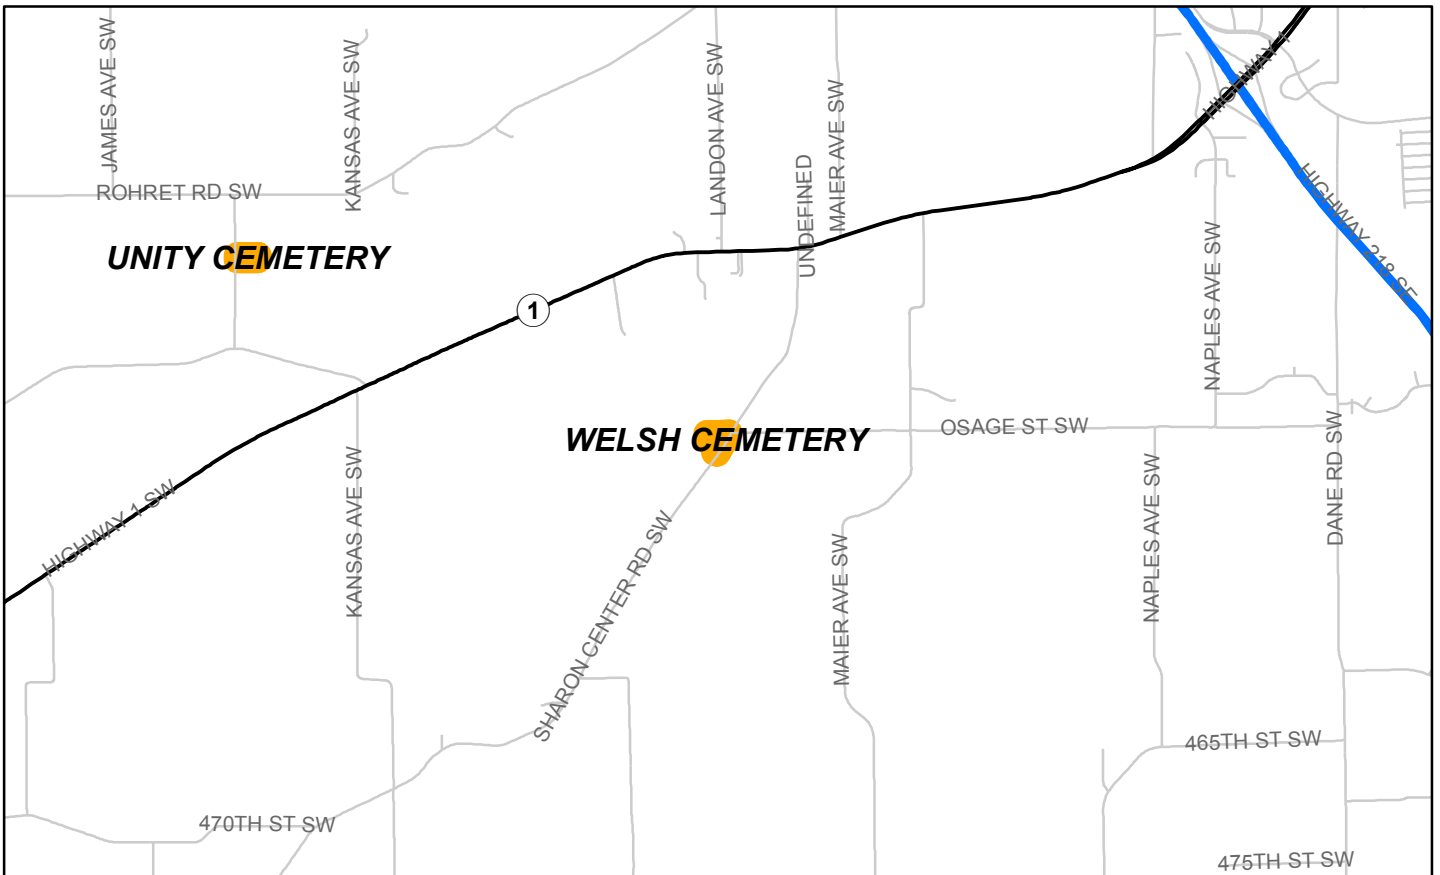 JAMES AVE SW
KANSAS AVE SW
LANDON AVE SW
MAIER AVE SW
UNDEFINED
HIGHWAY 1
ROHRET RD SW
HIGHWAY 218 SE
UNITY CEMETERY
NAPLES AVE SW
1
WELSH CEMETERY
OSAGE ST SW
DANE RD SW
HIGHWAY 1 SW
KANSAS AVE SW
SHARON CENTER RD SW
MAIER AVE SW
NAPLES AVE SW
465TH ST SW
470TH ST SW
475TH ST SW